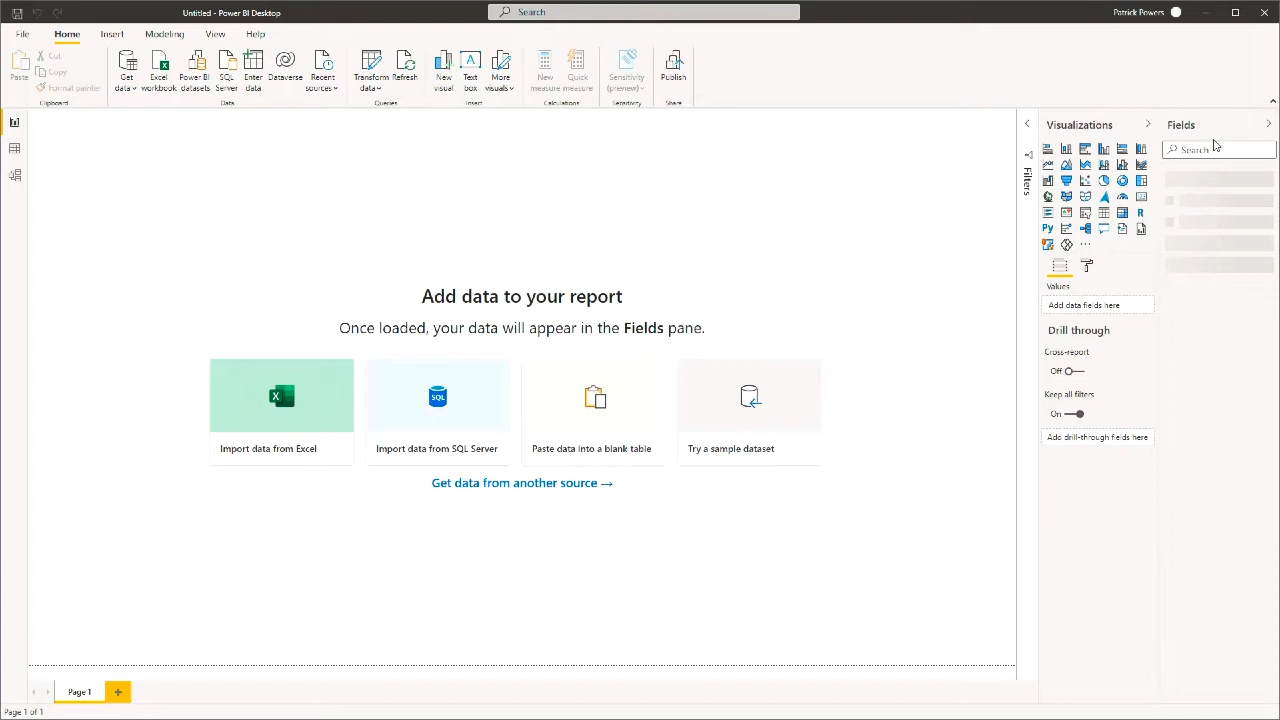 Untitled - Power BI Desktop
Search
Patrick Powers
File Home Insert Modeling View Help
Paste
Cut
Copy
Format painter
Clipboard
Get data
Excel workbook
Power BI datasets
SQL Server
Enter data
Dataverse
Recent sources
Data
Transform data
Refresh
Queries
New visual
Text box
More visuals
Insert
New measure
Quick measure
Calculations
Sensitivity (preview)
Sensitivity
Publish
Share
Filters
Visualizations
R
Py
Values
Add data fields here
Drill through
Cross-report
Off
Keep all filters
On
Add drill-through fields here
Fields
Search
Add data to your report
Once loaded, your data will appear in the Fields pane.
X
SQL
Import data from Excel
Import data from SQL Server
Paste data into a blank table
Try a sample dataset
Get data from another source →
Page 1
+
Page 1 of 1